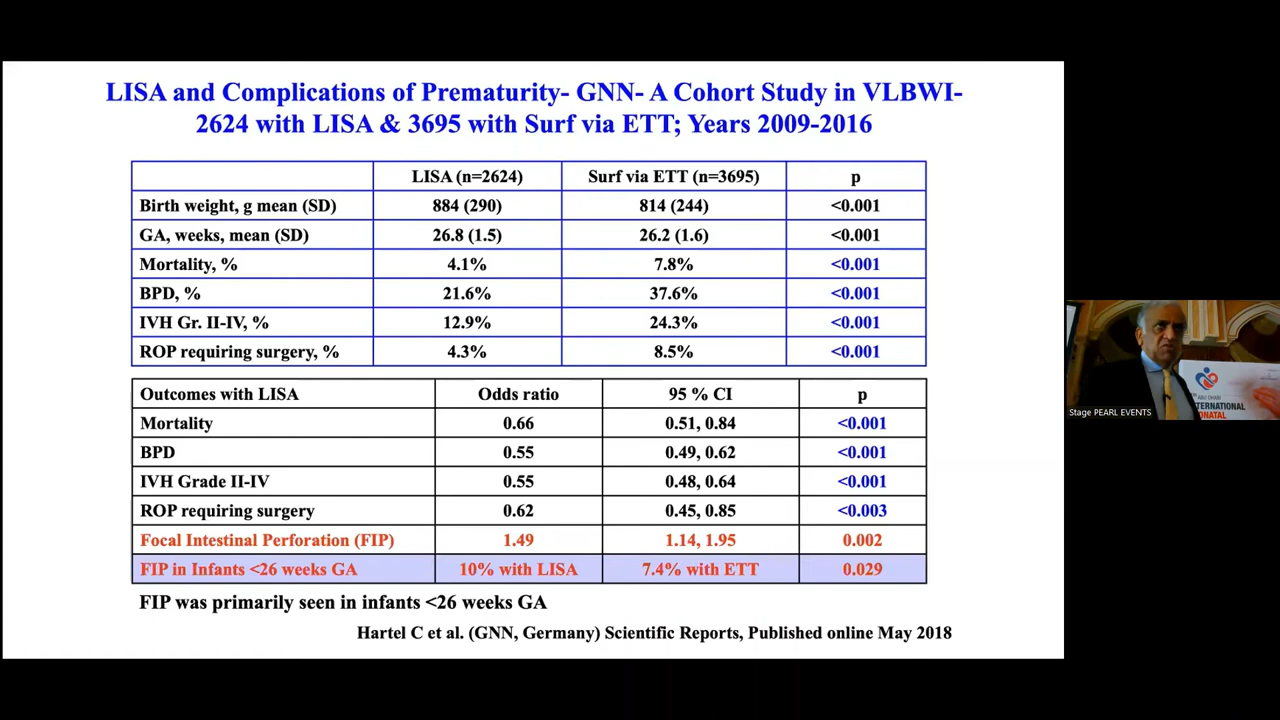 LISA and Complications of Prematurity- GNN- A Cohort Study in VLBWI-
2624 with LISA & 3695 with Surf via ETT; Years 2009-2016
LISA (n=2624) Surf via ETT (n=3695) p
Birth weight, g mean (SD) 884 (290) 814 (244) <0.001
GA, weeks, mean (SD) 26.8 (1.5) 26.2 (1.6) <0.001
Mortality, % 4.1% 7.8% <0.001
BPD, % 21.6% 37.6% <0.001
IVH Gr. II-IV, % 12.9% 24.3% <0.001
ROP requiring surgery, % 4.3% 8.5% <0.001
Outcomes with LISA Odds ratio 95 % CI p
Mortality 0.66 0.51, 0.84 <0.001
BPD 0.55 0.49, 0.62 <0.001
IVH Grade II-IV 0.55 0.48, 0.64 <0.001
ROP requiring surgery 0.62 0.45, 0.85 <0.003
Focal Intestinal Perforation (FIP) 1.49 1.14, 1.95 0.002
FIP in Infants <26 weeks GA 10% with LISA 7.4% with ETT 0.029
FIP was primarily seen in infants <26 weeks GA
Hartel C et al. (GNN, Germany) Scientific Reports, Published online May 2018
ABU DHABI
NTERNATIONAL
NEONATAL
Stage PEARL EVENTS